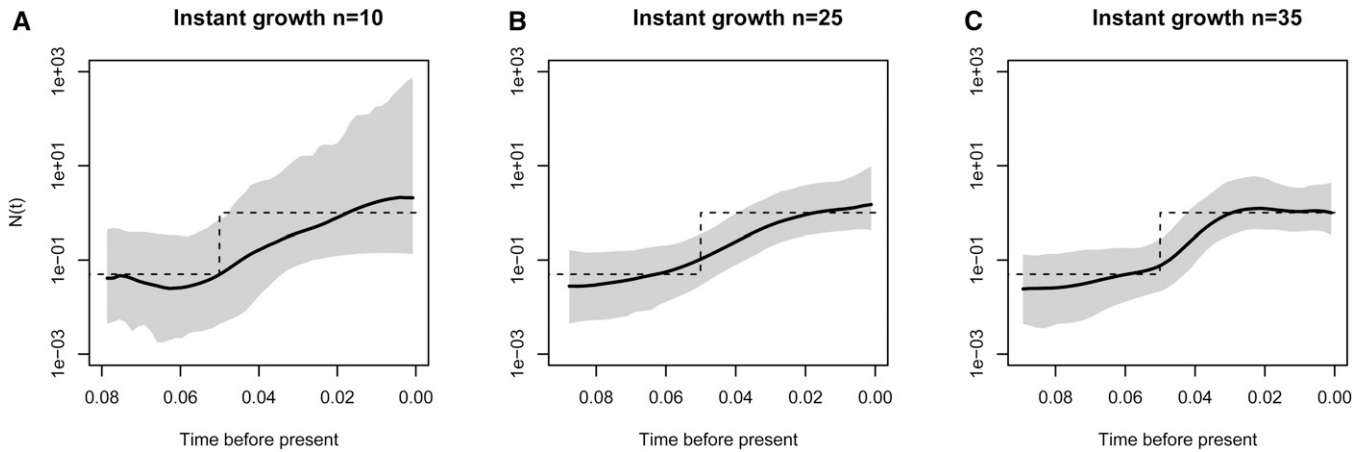 A Instant growth n=10
1e+03
1e+01
1e−01
1e−03
N(t)
0.08 0.06 0.04 0.02 0.00
Time before present
B Instant growth n=25
1e+03
1e+01
1e−01
1e−03
0.08 0.06 0.04 0.02 0.00
Time before present
C Instant growth n=35
1e+03
1e+01
1e−01
1e−03
0.08 0.06 0.04 0.02 0.00
Time before present